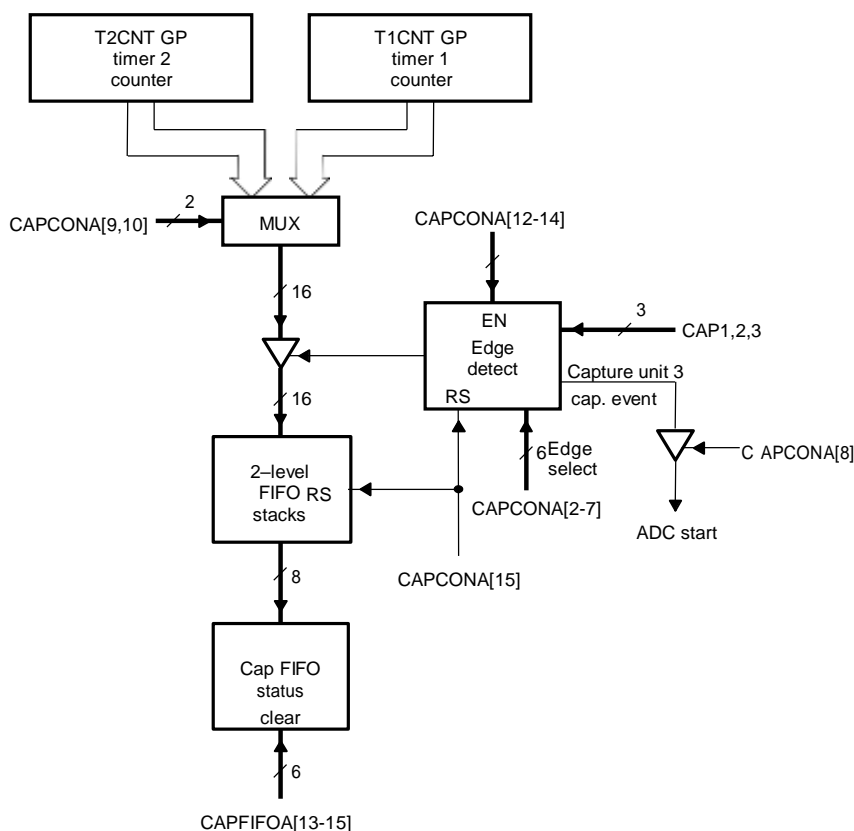 T2CNT GP
timer 2
counter
T1CNT GP
timer 1
counter
2
CAPCONA[9,10]
MUX
CAPCONA[12-14]
16
EN
Edge
detect
RS
3
CAP1,2,3
Capture unit 3
cap. event
16
6
Edge
select
C APCONA[8]
2–level
FIFO RS
stacks
CAPCONA[2-7]
ADC start
8
CAPCONA[15]
Cap FIFO
status
clear
6
CAPFIFOA[13-15]